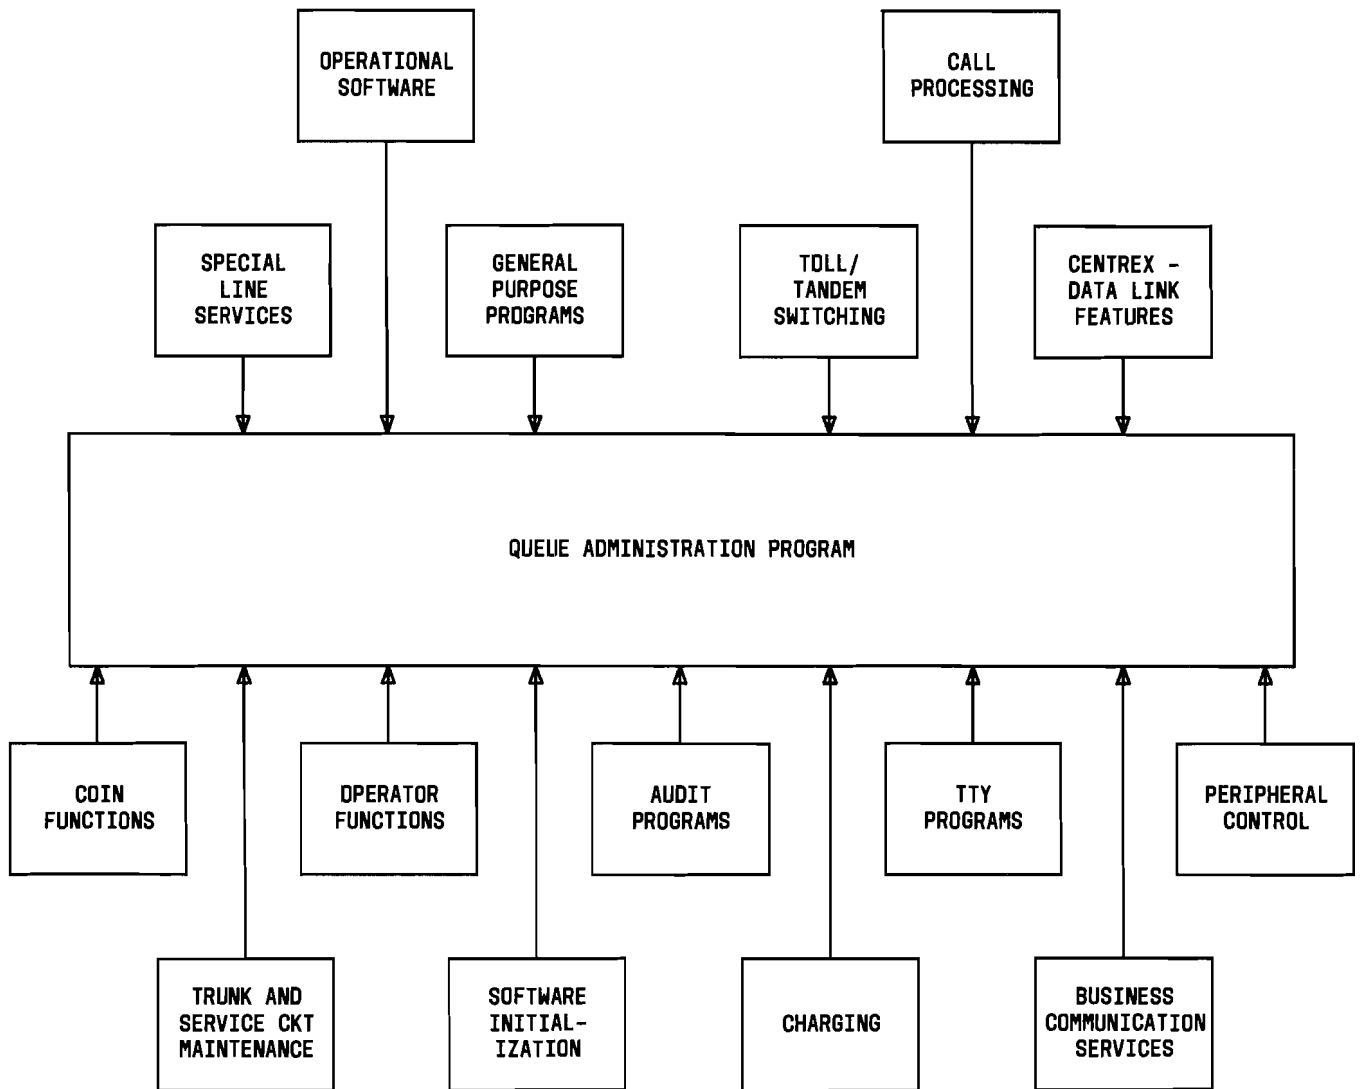 OPERATIONAL
SOFTWARE
CALL
PROCESSING
SPECIAL
LINE
SERVICES
GENERAL
PURPOSE
PROGRAMS
TOLL/
TANDEM
SWITCHING
CENTREX -
DATA LINK
FEATURES
QUEUE ADMINISTRATION PROGRAM
COIN
FUNCTIONS
OPERATOR
FUNCTIONS
AUDIT
PROGRAMS
TTY
PROGRAMS
PERIPHERAL
CONTROL
TRUNK AND
SERVICE CKT
MAINTENANCE
SOFTWARE
INITIAL-
IZATION
CHARGING
BUSINESS
COMMUNICATION
SERVICES